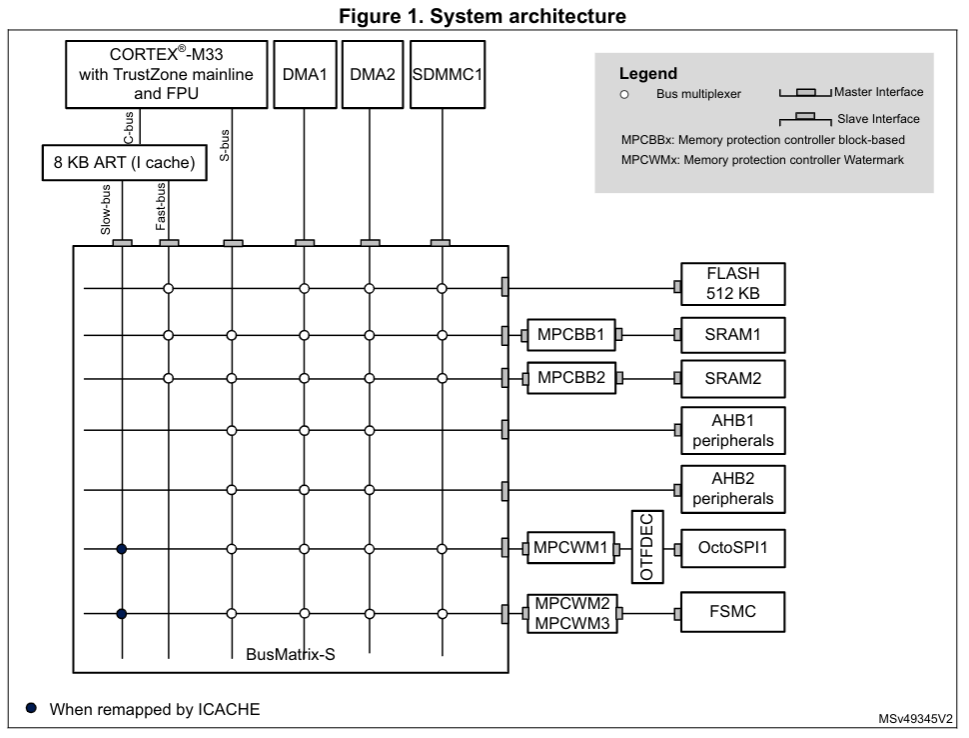 Figure 1. System architecture
CORTEX®-M33
with TrustZone mainline
and FPU
DMA1
DMA2
SDMMC1
Legend
Bus multiplexer
Master Interface
Slave Interface
MPCBBx: Memory protection controller block-based
MPCWMx: Memory protection controller Watermark
C-bus
S-bus
8 KB ART (I cache)
Slow-bus
Fast-bus
FLASH
512 KB
MPCBB1
SRAM1
MPCBB2
SRAM2
AHB1
peripherals
AHB2
peripherals
MPCWM1
OTFDEC
OctoSPI1
MPCWM2
MPCWM3
FSMC
BusMatrix-S
When remapped by ICACHE
MSv49345V2